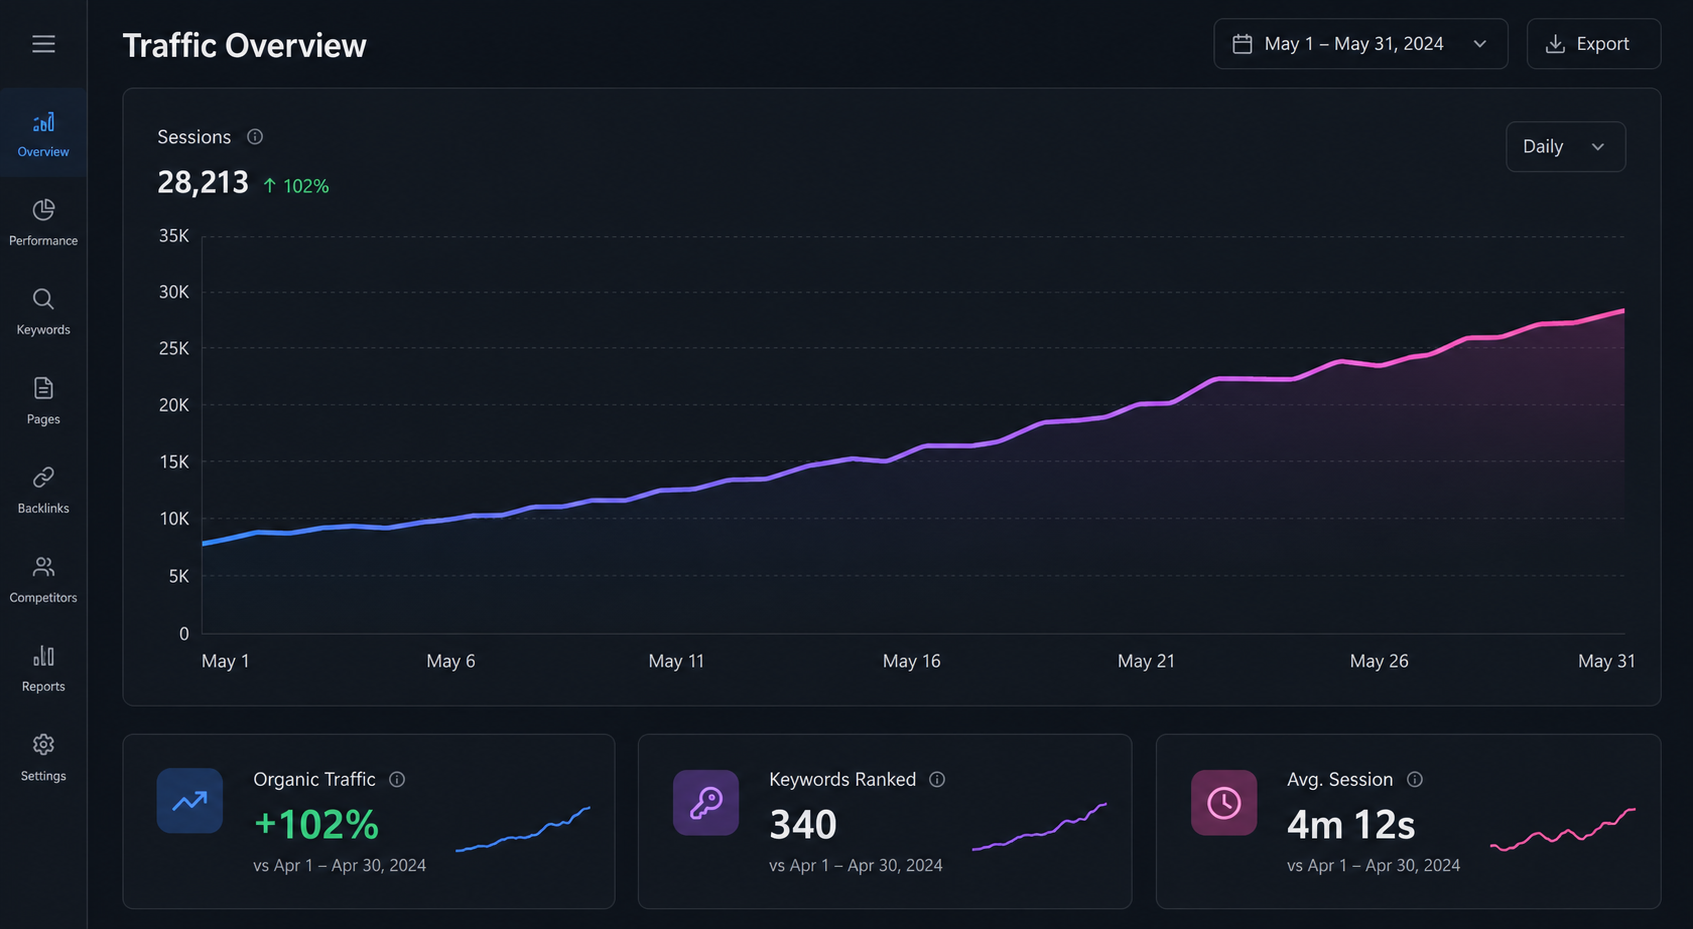 Traffic Overview
May 1 – May 31, 2024
Export
Overview
Performance
Keywords
Pages
Backlinks
Competitors
Reports
Settings
Sessions
28,213 ↑ 102%
Daily
35K
30K
25K
20K
15K
10K
5K
0
May 1
May 6
May 11
May 16
May 21
May 26
May 31
Organic Traffic
+102%
vs Apr 1 – Apr 30, 2024
Keywords Ranked
340
vs Apr 1 – Apr 30, 2024
Avg. Session
4m 12s
vs Apr 1 – Apr 30, 2024